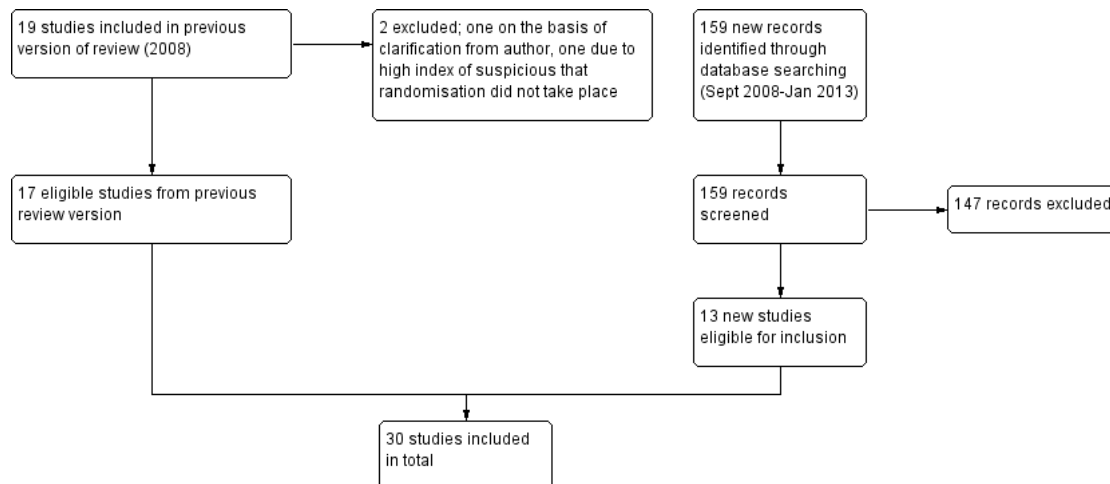 19 studies included in previous
version of review (2008)
2 excluded; one on the basis of
clarification from author, one due to
high index of suspicious that
randomisation did not take place
159 new records
identified through
database searching
(Sept 2008-Jan 2013)
17 eligible studies from previous
review version
159 records
screened
147 records excluded
13 new studies
eligible for inclusion
30 studies included
in total